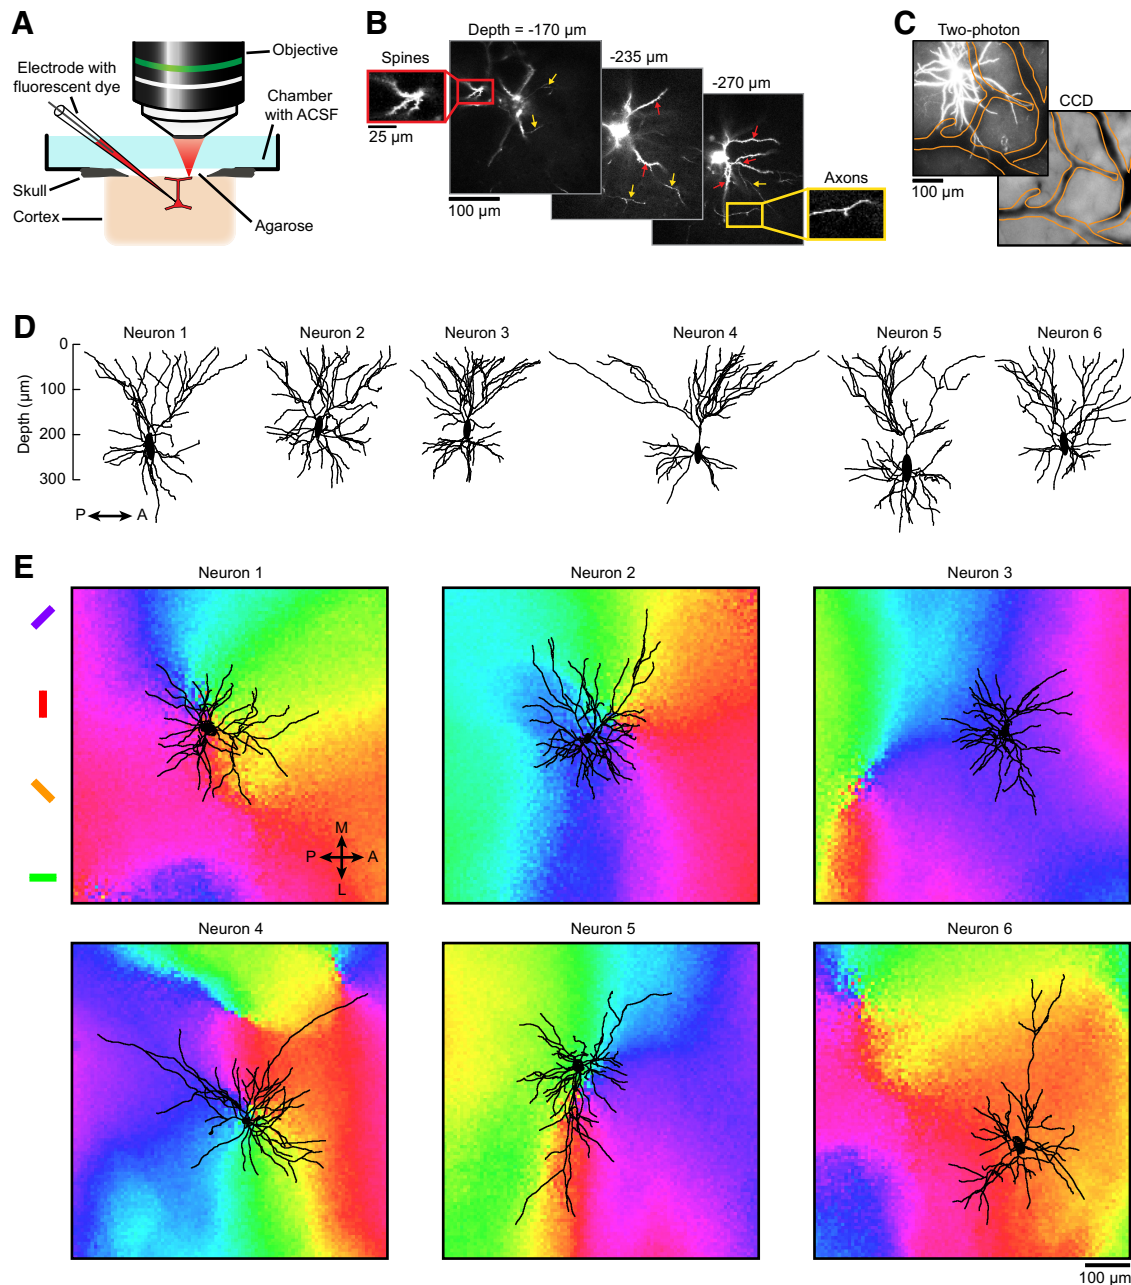 A
Objective
Electrode with
fluorescent dye
Chamber
with ACSF
Skull
Cortex
Agarose
B
Depth = -170 µm
Spines
-235 µm
-270 µm
25 µm
Axons
100 µm
C
Two-photon
CCD
100 µm
D
Neuron 1
Neuron 2
Neuron 3
Neuron 4
Neuron 5
Neuron 6
Depth (µm)
0
100
200
300
P A
E
Neuron 1
Neuron 2
Neuron 3
M
P A
L
Neuron 4
Neuron 5
Neuron 6
100 µm